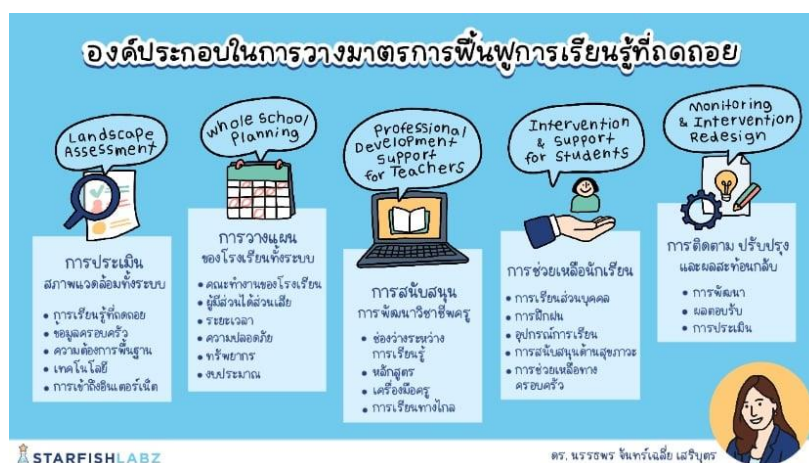 องค์ประกอบในการวางมาตรการฟื้นฟูการเรียนรู้ที่ถดถอย
Landscape
Assessment
การประเมิน
สภาพแวดล้อมทั้งระบบ
• การเรียนรู้ที่ถดถอย
• ข้อมูลครอบครัว
• ความต้องการพื้นฐาน
• เทคโนโลยี
• การเข้าถึงอินเตอร์เน็ต
Whole School
Planning
การวางแผน
ของโรงเรียนทั้งระบบ
• คณะทำงานของโรงเรียน
• ผู้มีส่วนได้ส่วนเสีย
• ระยะเวลา
• ความปลอดภัย
• ทรัพยากร
• งบประมาณ
Professional
Development
Support
for Teachers
การสนับสนุน
การพัฒนาวิชาชีพครู
• ช่องว่างระหว่าง
การเรียนรู้
• หลักสูตร
• เครื่องมือครู
• การเรียนทางไกล
Intervention
& Support
for Students
การช่วยเหลือนักเรียน
• การเรียนส่วนบุคคล
• การฝึกฝน
• อุปกรณ์การเรียน
• การสนับสนุนด้านสุขภาวะ
• การช่วยเหลือทาง
ครอบครัว
Monitoring
& Intervention
Redesign
การติดตาม ปรับปรุง
และผลสะท้อนกลับ
• การพัฒนา
• ผลตอบรับ
• การประเมิน
STARFISHLABZ
ดร. นรรธพร จันทร์เฉลี่ย เสริบุตร